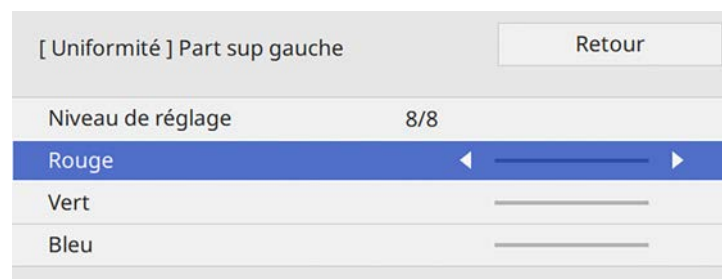 [ Uniformité ] Part sup gauche
Retour
Niveau de réglage 8/8
Rouge
Vert
Bleu